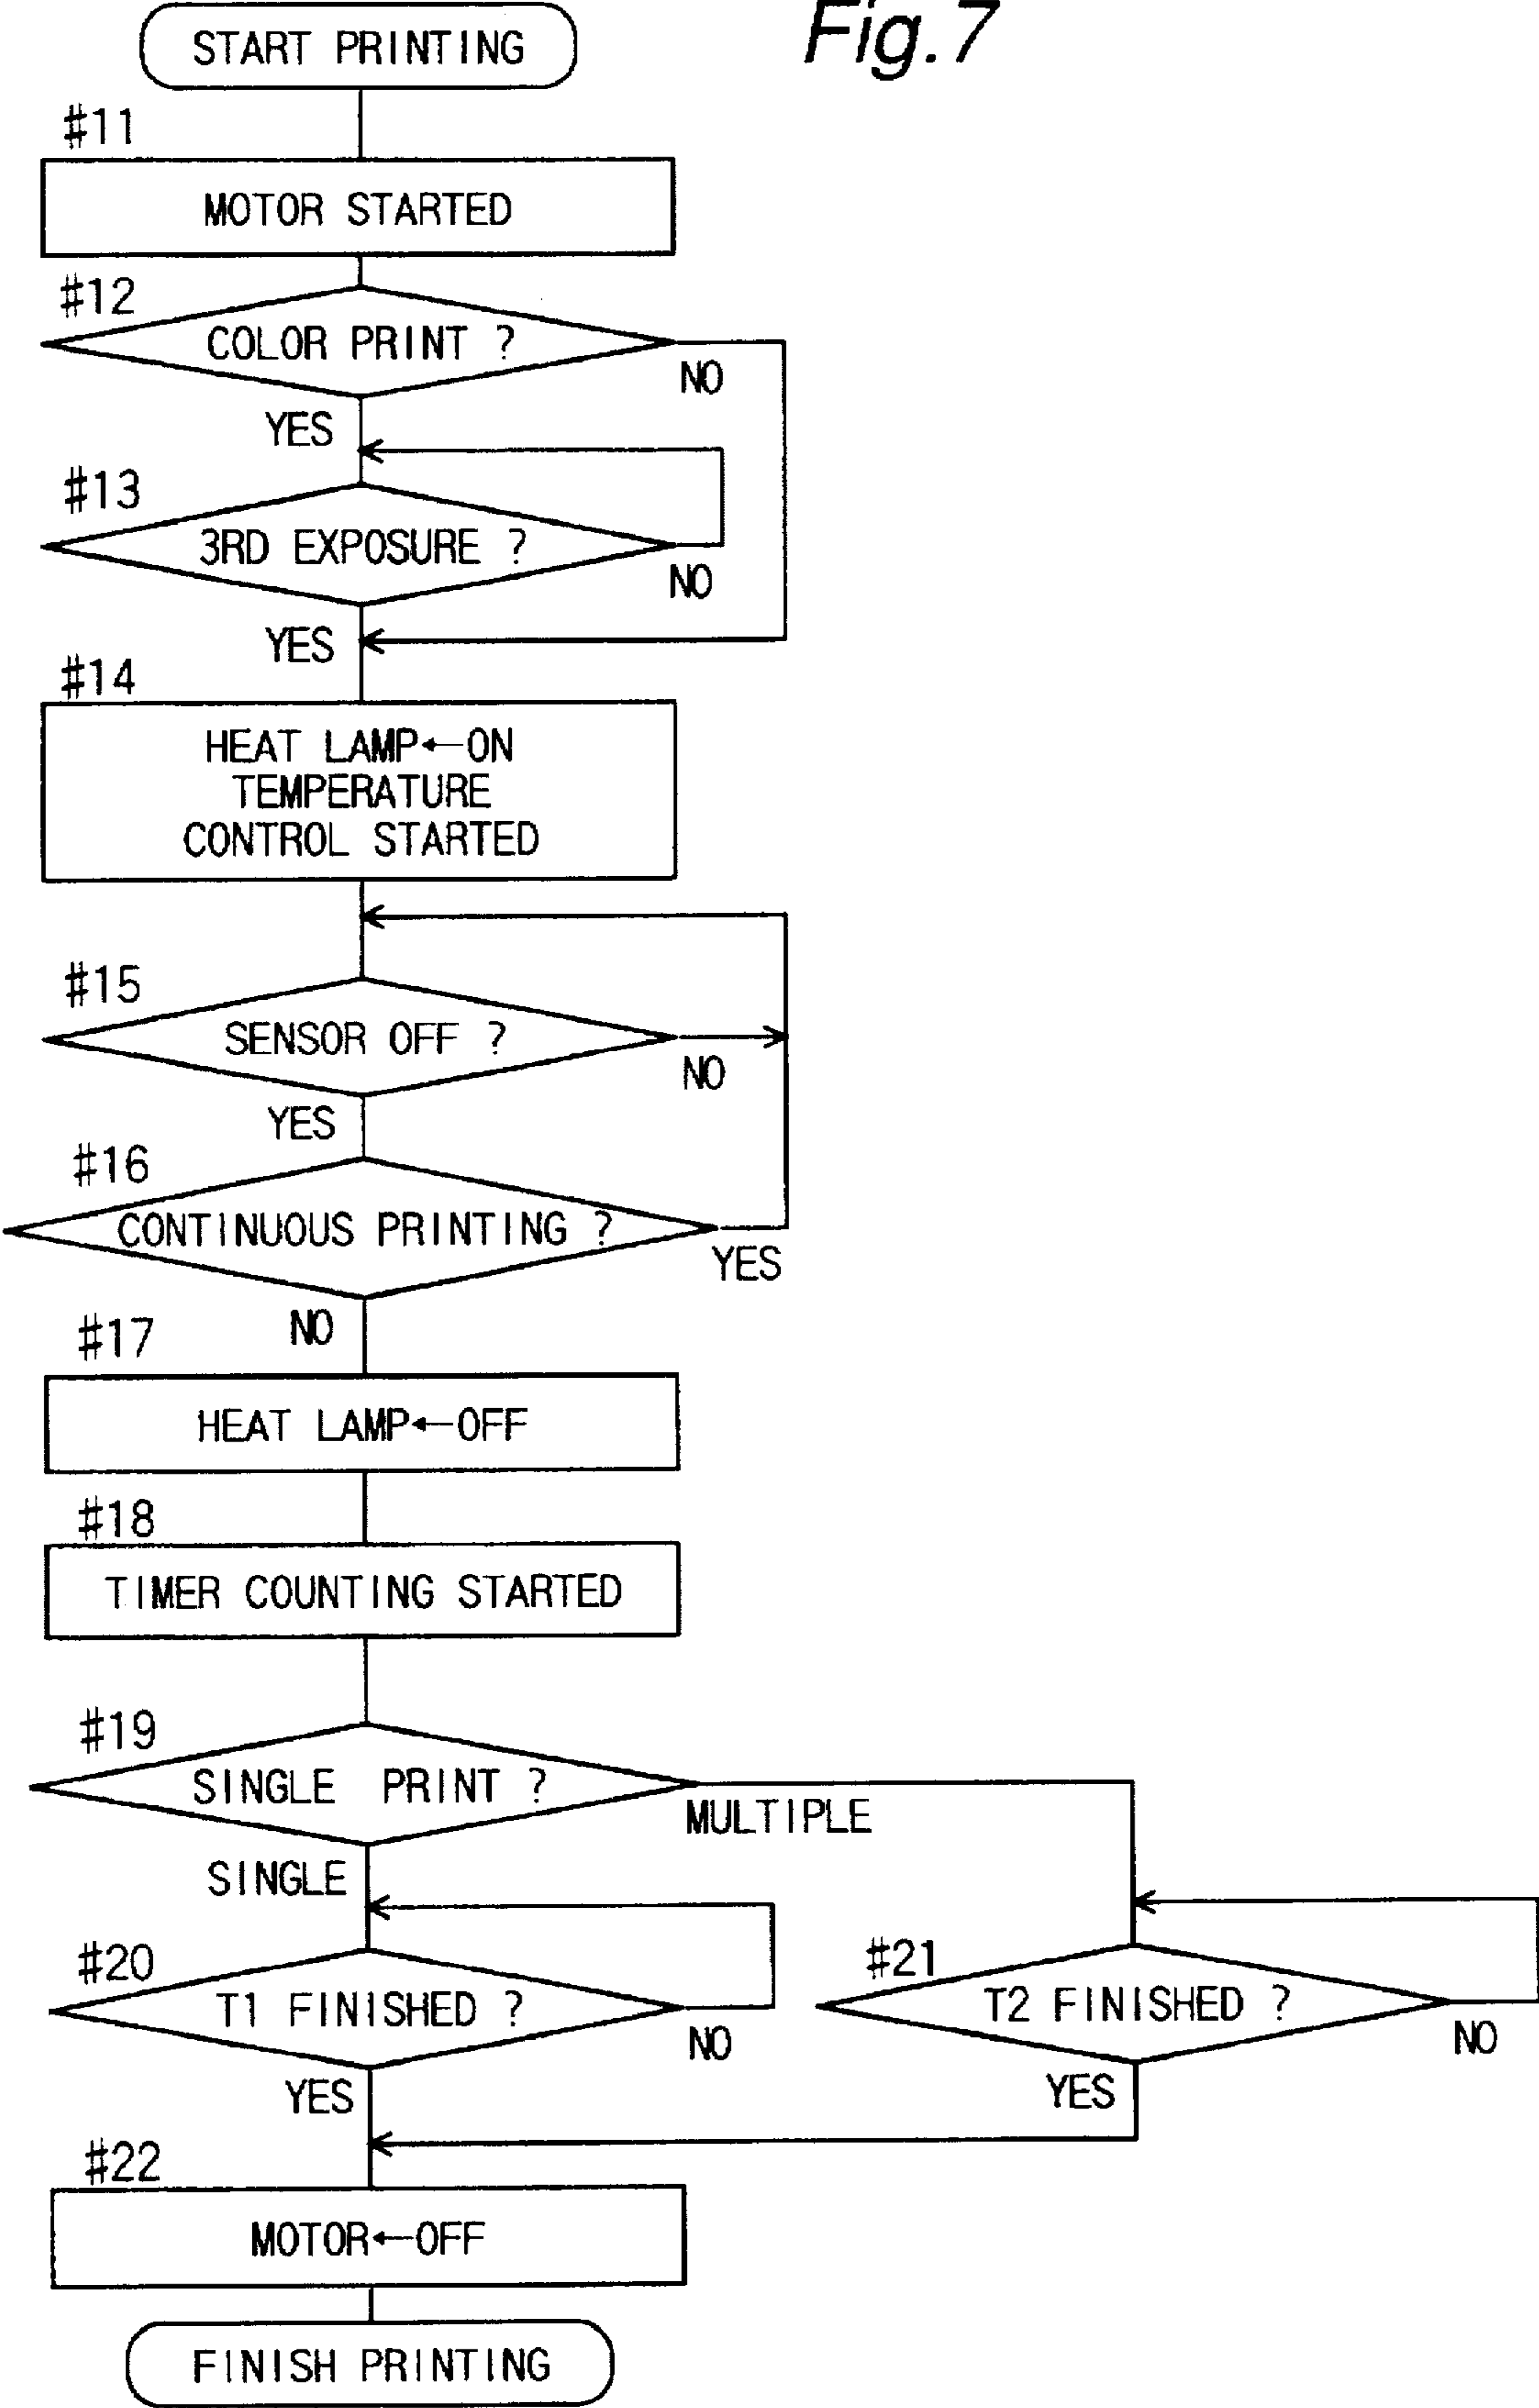 Fig.7
START PRINTING
#11
MOTOR STARTED
#12
COLOR PRINT ?
NO
YES
#13
3RD EXPOSURE ?
NO
YES
#14
HEAT LAMP←ON
TEMPERATURE
CONTROL STARTED
#15
SENSOR OFF ?
NO
YES
#16
CONTINUOUS PRINTING ?
YES
NO
#17
HEAT LAMP←OFF
#18
TIMER COUNTING STARTED
#19
SINGLE PRINT ?
MULTIPLE
SINGLE
#20
T1 FINISHED ?
NO
YES
#21
T2 FINISHED ?
NO
YES
#22
MOTOR←OFF
FINISH PRINTING